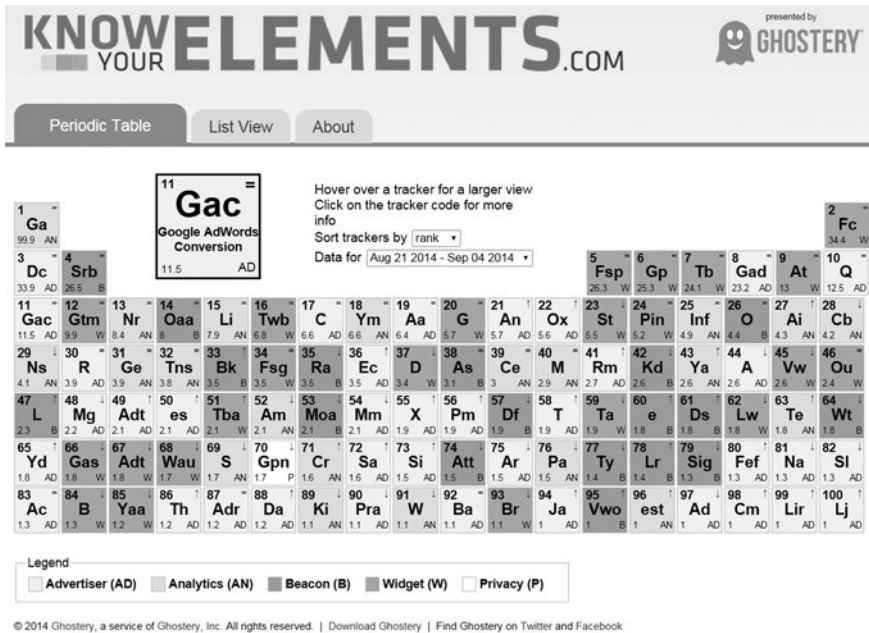 KNOW YOUR ELEMENTS.COM
presented by
GHOSTERY
Periodic Table List View About
11 =
Gac
Google AdWords
Conversion
11.5 AD
Hover over a tracker for a larger view
Click on the tracker code for more
info
Sort trackers by rank
Data for Aug 21 2014 - Sep 04 2014
1 = 2 =
Ga Fc
99.9 AN 34.4 W
3 = 4 = 5 = 6 = 7 = 8 = 9 = 10 =
Dc Srb Fsp Gp Tb Gad At Q
33.9 AD 26.5 B 26.3 W 25.3 W 24.1 W 23.2 AD 13 W 12.5 AD
11 = 12 = 13 = 14 = 15 = 16 = 17 = 18 = 19 = 20 = 21 ↑ 22 ↑ 23 ↓ 24 = 25 = 26 = 27 ↑ 28 ↓
Gac Gtm Nr Oaa Li Twb C Ym Aa G An Ox St Pin Inf O Ai Cb
11.5 AD 9.9 W 8.4 AN 8 B 7.9 AN 6.8 W 6.6 AD 6.6 AN 6.4 AD 5.7 W 5.7 AD 5.6 AD 5.5 W 5.2 W 4.9 AN 4.4 B 4.3 AN 4.2 AN
29 ↓ 30 = 31 = 32 = 33 ↑ 34 = 35 ↓ 36 ↑ 37 ↓ 38 = 39 = 40 = 41 ↑ 42 ↓ 43 ↑ 44 ↓ 45 ↓ 46 =
Ns R Ge Tns Bk Fsg Ra Ec D As Ce M Rm Kd Ya A Vw Ou
4.1 AN 3.9 AD 3.9 AN 3.8 AN 3.5 B 3.5 W 3.5 B 3.5 AD 3.4 W 3.1 B 3 AN 2.9 AN 2.7 AD 2.6 B 2.6 AN 2.6 AD 2.6 W 2.4 W
47 ↑ 48 ↓ 49 ↑ 50 ↑ 51 ↑ 52 ↓ 53 ↓ 54 ↓ 55 ↑ 56 ↑ 57 ↓ 58 ↑ 59 ↑ 60 ↑ 61 ↑ 62 ↓ 63 ↓ 64 ↑
L Mg Adt es Tba Am Moa Mm X Pm Df T Ta e Ds Lw Te Wt
2.3 B 2.2 AD 2.1 AD 2.1 AD 2.1 W 2.1 AN 2.1 B 2.1 AD 1.9 AD 1.9 AD 1.9 B 1.9 AD 1.9 W 1.8 B 1.8 B 1.8 W 1.8 AN 1.8 B
65 ↑ 66 ↓ 67 ↓ 68 ↓ 69 ↓ 70 ↓ 71 ↑ 72 ↑ 73 ↑ 74 ↑ 75 ↓ 76 ↓ 77 ↓ 78 ↑ 79 ↓ 80 ↑ 81 ↓ 82 ↓
Yd Gas Adt Wau S Gpn Cr Sa Si Att Ar Pa Ty Lr Sig Fef Na Sl
1.8 AD 1.8 W 1.7 W 1.7 W 1.7 AN 1.7 P 1.6 AN 1.6 AD 1.5 AD 1.5 B 1.5 AD 1.5 AN 1.4 B 1.4 B 1.3 B 1.3 AD 1.3 AD 1.3 AD
83 = 84 ↓ 85 ↑ 86 ↑ 87 = 88 ↑ 89 ↓ 90 ↓ 91 ↓ 92 = 93 ↓ 94 ↑ 95 ↑ 96 ↑ 97 ↓ 98 ↑ 99 ↑ 100 ↑
Ac B Yaa Th Adr Da Ki Pra W Ba Br Ja Vwo est Ad Cm Lir Lj
1.3 AD 1.3 W 1.2 W 1.2 AD 1.2 AD 1.2 AD 1.1 AN 1.1 AD 1.1 AN 1.1 AD 1.1 W 1 AD 1 B 1 AN 1 AD 1 AD 1 AD 1 AD
Legend
Advertiser (AD) Analytics (AN) Beacon (B) Widget (W) Privacy (P)
© 2014 Ghostery, a service of Ghostery, Inc. All rights reserved. | Download Ghostery | Find Ghostery on Twitter and Facebook